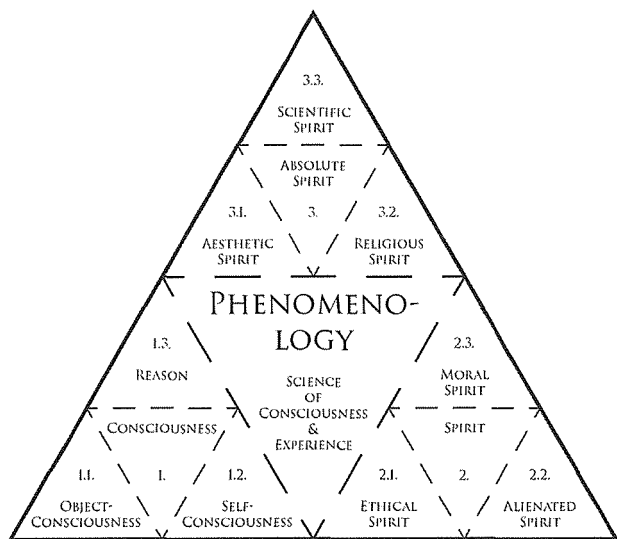 3.3.
SCIENTIFIC
SPIRIT
ABSOLUTE
SPIRIT
3.1.
3.
3.2.
AESTHETIC
SPIRIT
RELIGIOUS
SPIRIT
PHENOMENO-
LOGY
SCIENCE
OF
CONSCIOUSNESS
&
EXPERIENCE
1.3.
REASON
CONSCIOUSNESS
1.1.
1.
1.2.
OBJECT-
CONSCIOUSNESS
SELF-
CONSCIOUSNESS
2.3.
MORAL
SPIRIT
SPIRIT
2.1.
2.
2.2.
ETHICAL
SPIRIT
ALIENATED
SPIRIT